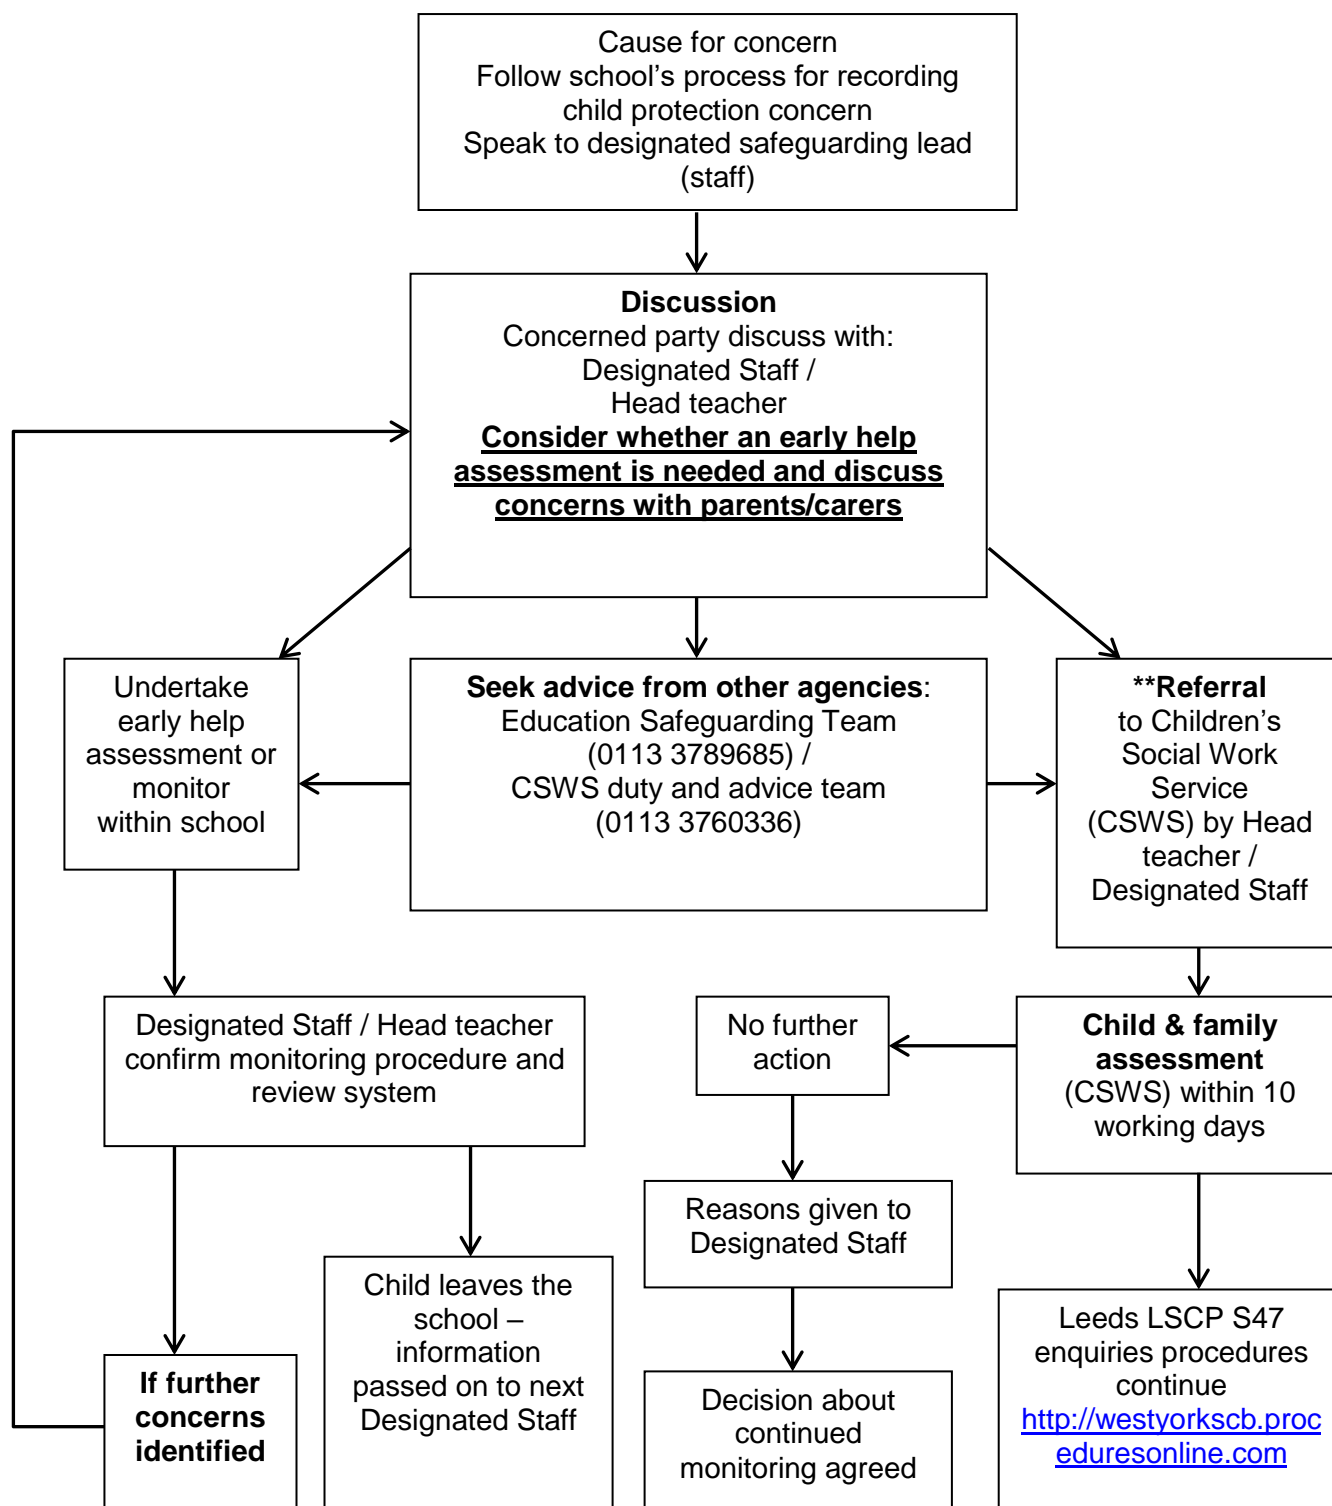 Cause for concern
Follow school’s process for recording
child protection concern
Speak to designated safeguarding lead
(staff)
Discussion
Concerned party discuss with:
Designated Staff /
Head teacher
Consider whether an early help
assessment is needed and discuss
concerns with parents/carers
Undertake
early help
assessment or
monitor
within school
Seek advice from other agencies:
Education Safeguarding Team
(0113 3789685) /
CSWS duty and advice team
(0113 3760336)
**Referral
to Children’s
Social Work
Service
(CSWS) by Head
teacher /
Designated Staff
Designated Staff / Head teacher
confirm monitoring procedure and
review system
No further
action
Child & family
assessment
(CSWS) within 10
working days
Reasons given to
Designated Staff
If further
concerns
identified
Child leaves the
school –
information
passed on to next
Designated Staff
Decision about
continued
monitoring agreed
Leeds LSCP S47
enquiries procedures
continue
http://westyorkscb.proc
eduresonline.com